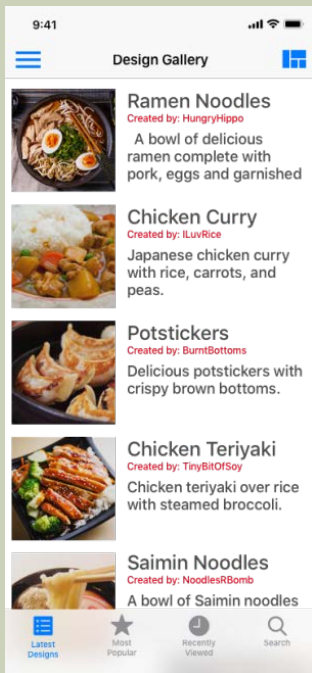 9:41
Design Gallery
Ramen Noodles
Created by: HungryHippo
A bowl of delicious
ramen complete with
pork, eggs and garnished
Chicken Curry
Created by: ILuvRice
Japanese chicken curry
with rice, carrots, and
peas.
Potstickers
Created by: BurntBottoms
Delicious potstickers with
crispy brown bottoms.
Chicken Teriyaki
Created by: TinyBitOfSoy
Chicken teriyaki over rice
with steamed broccoli.
Saimin Noodles
Created by: NoodlesRBomb
A bowl of Saimin noodles
Latest
Designs
Most
Popular
Recently
Viewed
Search